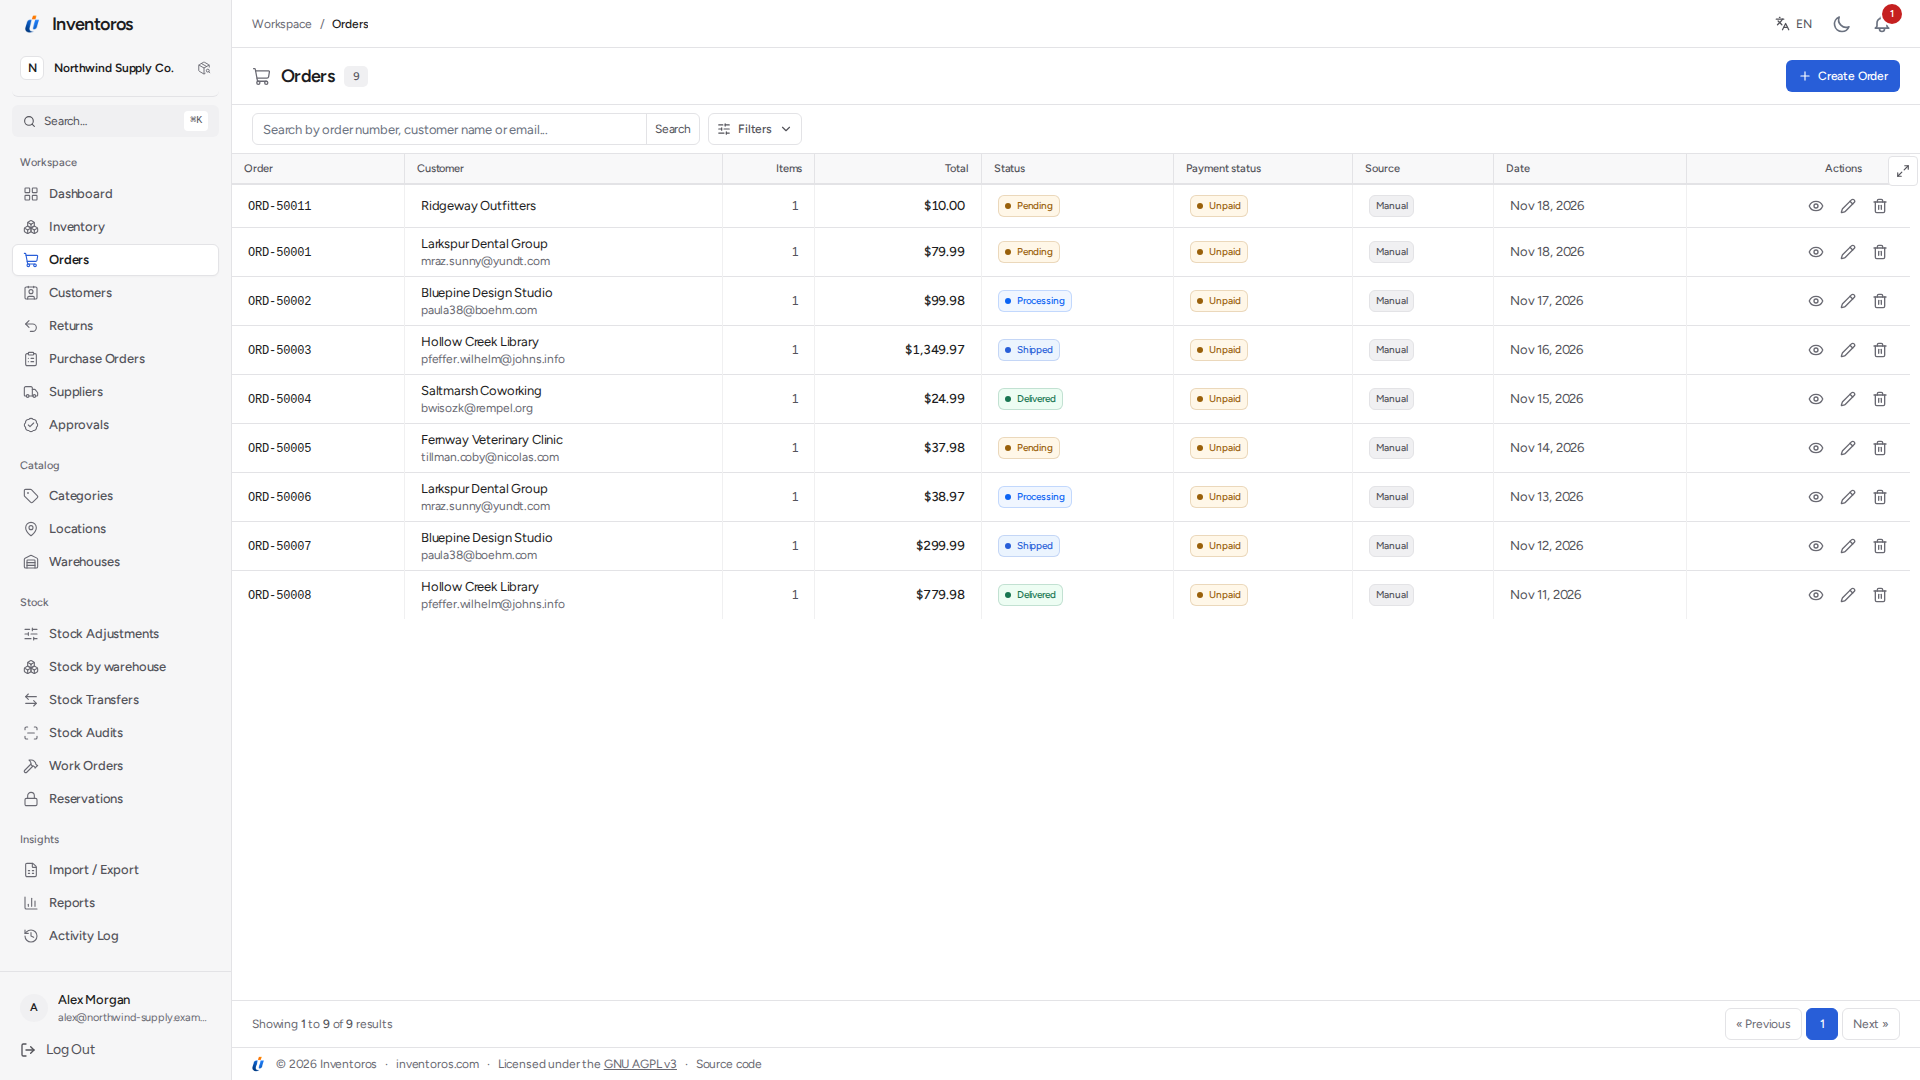 Inventoros
N Northwind Supply Co.
Search... ⌘K
Workspace
Dashboard
Inventory
Orders
Customers
Returns
Purchase Orders
Suppliers
Approvals
Catalog
Categories
Locations
Warehouses
Stock
Stock Adjustments
Stock by warehouse
Stock Transfers
Stock Audits
Work Orders
Reservations
Insights
Import / Export
Reports
Activity Log
A Alex Morgan
alex@northwind-supply.exam...
Log Out
Workspace / Orders
EN 1
Orders 9
Create Order
Search by order number, customer name or email... Search Filters
Order Customer Items Total Status Payment status Source Date Actions
ORD-50011 Ridgeway Outfitters 1 $10.00 Pending Unpaid Manual Nov 18, 2026
ORD-50001 Larkspur Dental Group 1 $79.99 Pending Unpaid Manual Nov 18, 2026
mraz.sunny@yundt.com
ORD-50002 Bluepine Design Studio 1 $99.98 Processing Unpaid Manual Nov 17, 2026
paula38@boehm.com
ORD-50003 Hollow Creek Library 1 $1,349.97 Shipped Unpaid Manual Nov 16, 2026
pfeffer.wilhelm@johns.info
ORD-50004 Saltmarsh Coworking 1 $24.99 Delivered Unpaid Manual Nov 15, 2026
bwisozk@rempel.org
ORD-50005 Fernway Veterinary Clinic 1 $37.98 Pending Unpaid Manual Nov 14, 2026
tillman.coby@nicolas.com
ORD-50006 Larkspur Dental Group 1 $38.97 Processing Unpaid Manual Nov 13, 2026
mraz.sunny@yundt.com
ORD-50007 Bluepine Design Studio 1 $299.99 Shipped Unpaid Manual Nov 12, 2026
paula38@boehm.com
ORD-50008 Hollow Creek Library 1 $779.98 Delivered Unpaid Manual Nov 11, 2026
pfeffer.wilhelm@johns.info
Showing 1 to 9 of 9 results
« Previous 1 Next »
© 2026 Inventoros · inventoros.com · Licensed under the GNU AGPL v3 · Source code